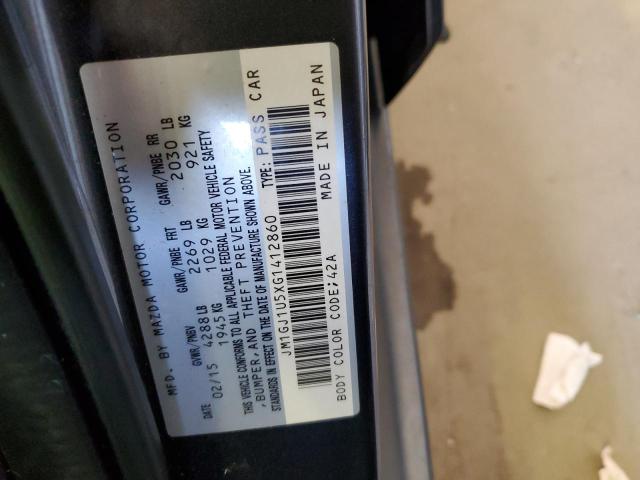 MFD. BY MAZDA MOTOR CORPORATION
DATE GVWR/PNBV GAWR/PNBE FRT GAWR/PNBE RR
02/15 4288 LB 2269 LB 2030 LB
1945 KG 1029 KG 921 KG
THIS VEHICLE CONFORMS TO ALL APPLICABLE FEDERAL MOTOR VEHICLE SAFETY
,BUMPER,AND THEFT PREVENTION
STANDARDS IN EFFECT ON THE DATE OF MANUFACTURE SHOWN ABOVE.
JM1GJ1U5XG1412860 TYPE: PASS CAR
BODY COLOR CODE;42A MADE IN JAPAN